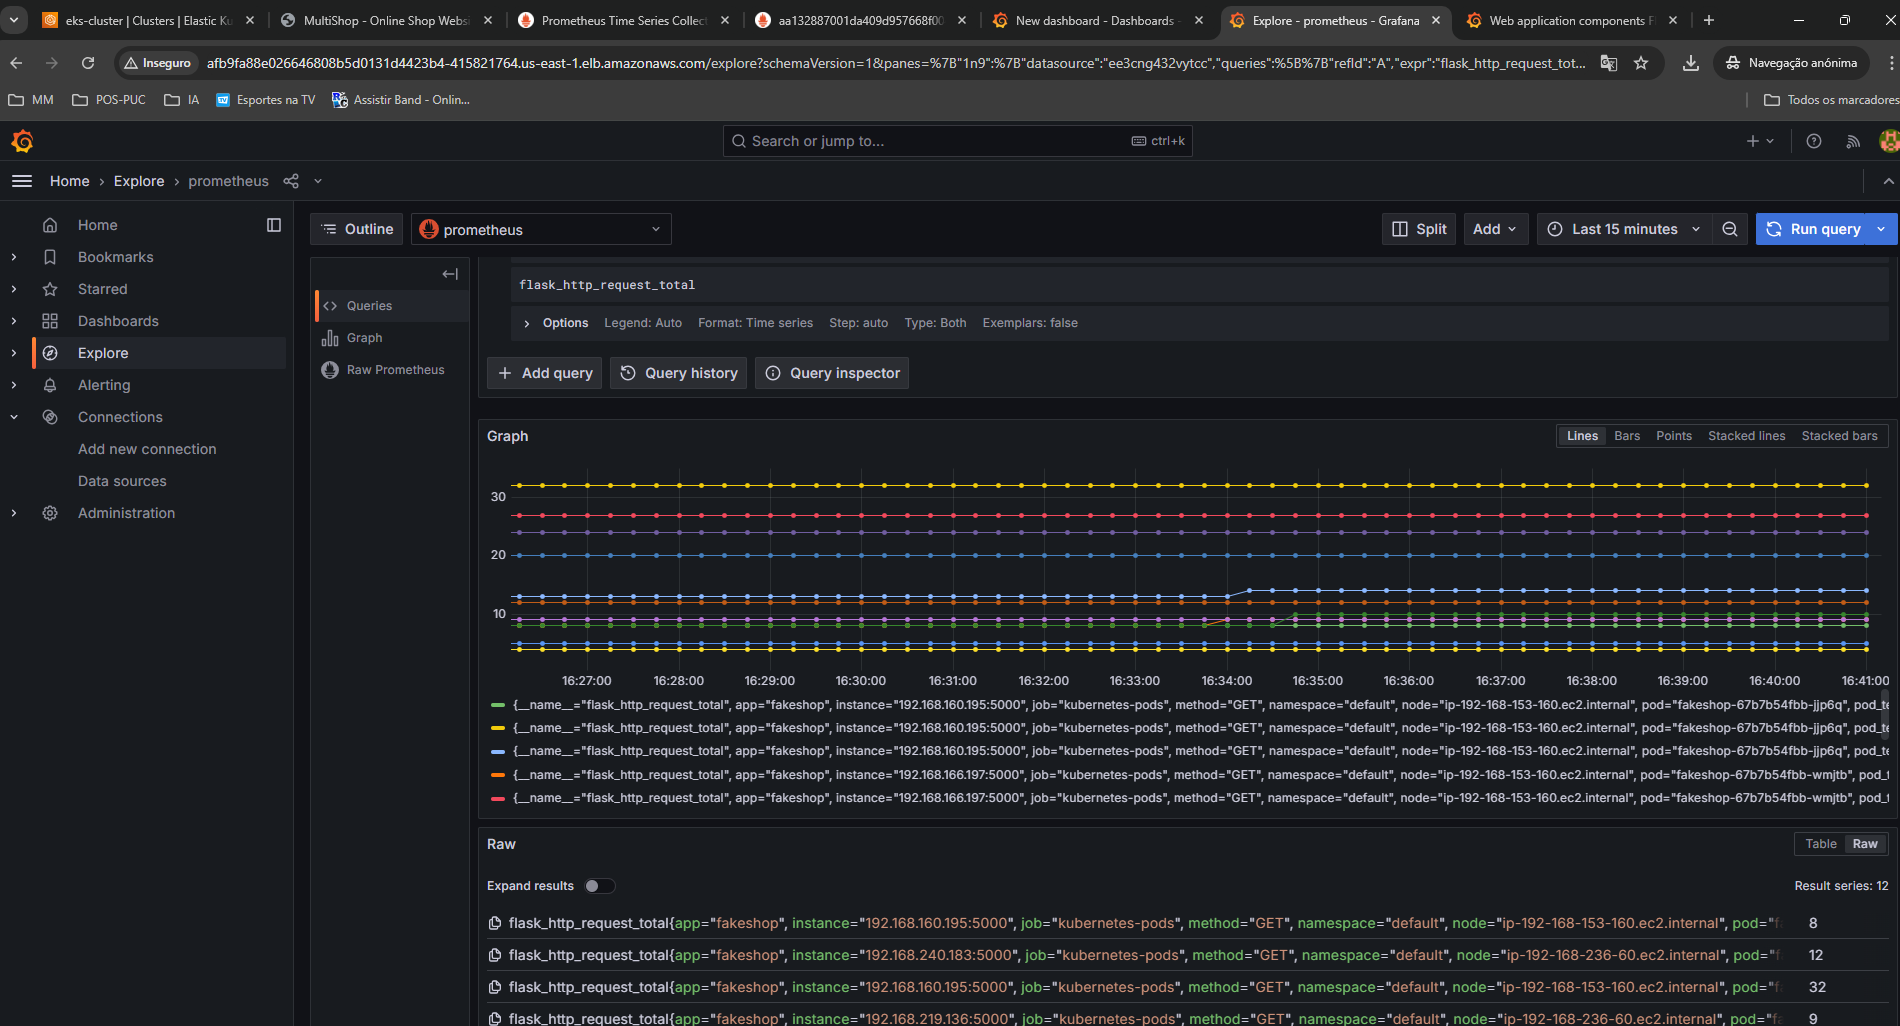 eks-cluster | Clusters | Elastic Ku
MultiShop - Online Shop Websi
Prometheus Time Series Collect
aa132887001da409d957668f00
New dashboard - Dashboards -
Explore - prometheus - Grafana
Web application components F
Inseguro
afb9fa88e026646808b5d0131d4423b4-415821764.us-east-1.elb.amazonaws.com/explore?schemaVersion=1&panes=%7B"1n9":%7B"datasource":"ee3cng432vytcc","queries":%5B%7B"refId":"A","expr":"flask_http_request_tot...
Navegação anónima
MM
POS-PUC
IA
Esportes na TV
Assistir Band - Onlin...
Todos os marcadores
Search or jump to...
ctrl+k
Home › Explore › prometheus
Home
Bookmarks
Starred
Dashboards
Explore
Alerting
Connections
Add new connection
Data sources
Administration
Outline
prometheus
Split
Add
Last 15 minutes
Run query
Queries
Graph
Raw Prometheus
flask_http_request_total
Options Legend: Auto Format: Time series Step: auto Type: Both Exemplars: false
+ Add query
Query history
Query inspector
Graph
Lines Bars Points Stacked lines Stacked bars
30
20
10
16:27:00 16:28:00 16:29:00 16:30:00 16:31:00 16:32:00 16:33:00 16:34:00 16:35:00 16:36:00 16:37:00 16:38:00 16:39:00 16:40:00 16:41:00
{__name__="flask_http_request_total", app="fakeshop", instance="192.168.160.195:5000", job="kubernetes-pods", method="GET", namespace="default", node="ip-192-168-153-160.ec2.internal", pod="fakeshop-67b7b54fbb-jjp6q", pod_te
{__name__="flask_http_request_total", app="fakeshop", instance="192.168.160.195:5000", job="kubernetes-pods", method="GET", namespace="default", node="ip-192-168-153-160.ec2.internal", pod="fakeshop-67b7b54fbb-jjp6q", pod_te
{__name__="flask_http_request_total", app="fakeshop", instance="192.168.160.195:5000", job="kubernetes-pods", method="GET", namespace="default", node="ip-192-168-153-160.ec2.internal", pod="fakeshop-67b7b54fbb-jjp6q", pod_te
{__name__="flask_http_request_total", app="fakeshop", instance="192.168.166.197:5000", job="kubernetes-pods", method="GET", namespace="default", node="ip-192-168-153-160.ec2.internal", pod="fakeshop-67b7b54fbb-wmjtb", pod_t
{__name__="flask_http_request_total", app="fakeshop", instance="192.168.166.197:5000", job="kubernetes-pods", method="GET", namespace="default", node="ip-192-168-153-160.ec2.internal", pod="fakeshop-67b7b54fbb-wmjtb", pod_t
Raw
Table Raw
Expand results
Result series: 12
flask_http_request_total{app="fakeshop", instance="192.168.160.195:5000", job="kubernetes-pods", method="GET", namespace="default", node="ip-192-168-153-160.ec2.internal", pod="f 8
flask_http_request_total{app="fakeshop", instance="192.168.240.183:5000", job="kubernetes-pods", method="GET", namespace="default", node="ip-192-168-236-60.ec2.internal", pod="f 12
flask_http_request_total{app="fakeshop", instance="192.168.160.195:5000", job="kubernetes-pods", method="GET", namespace="default", node="ip-192-168-153-160.ec2.internal", pod="f 32
flask_http_request_total{app="fakeshop", instance="192.168.219.136:5000", job="kubernetes-pods", method="GET", namespace="default", node="ip-192-168-236-60.ec2.internal", pod="f 9